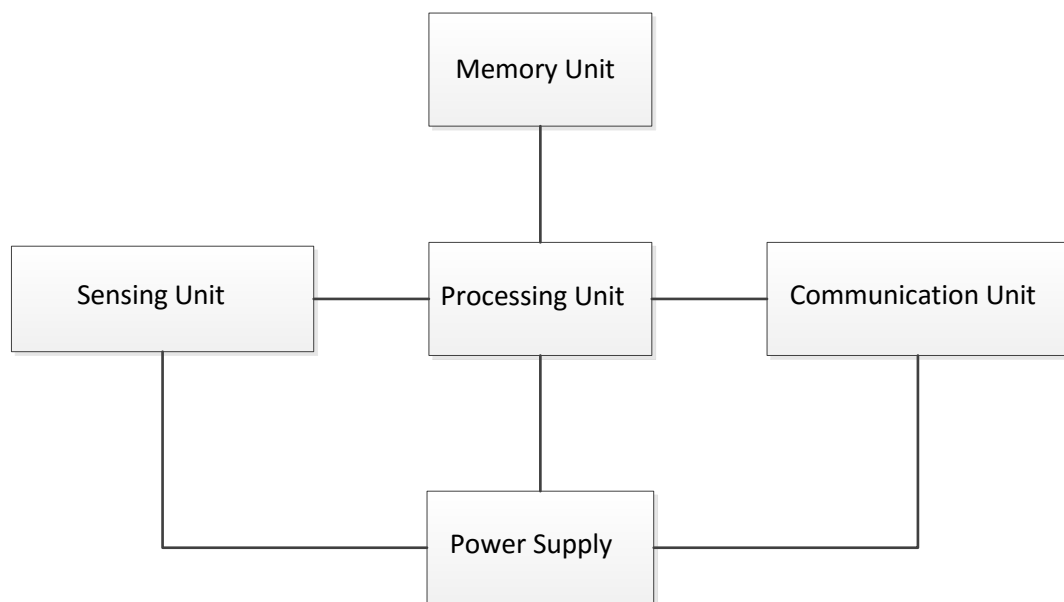 Memory Unit
Sensing Unit
Processing Unit
Communication Unit
Power Supply